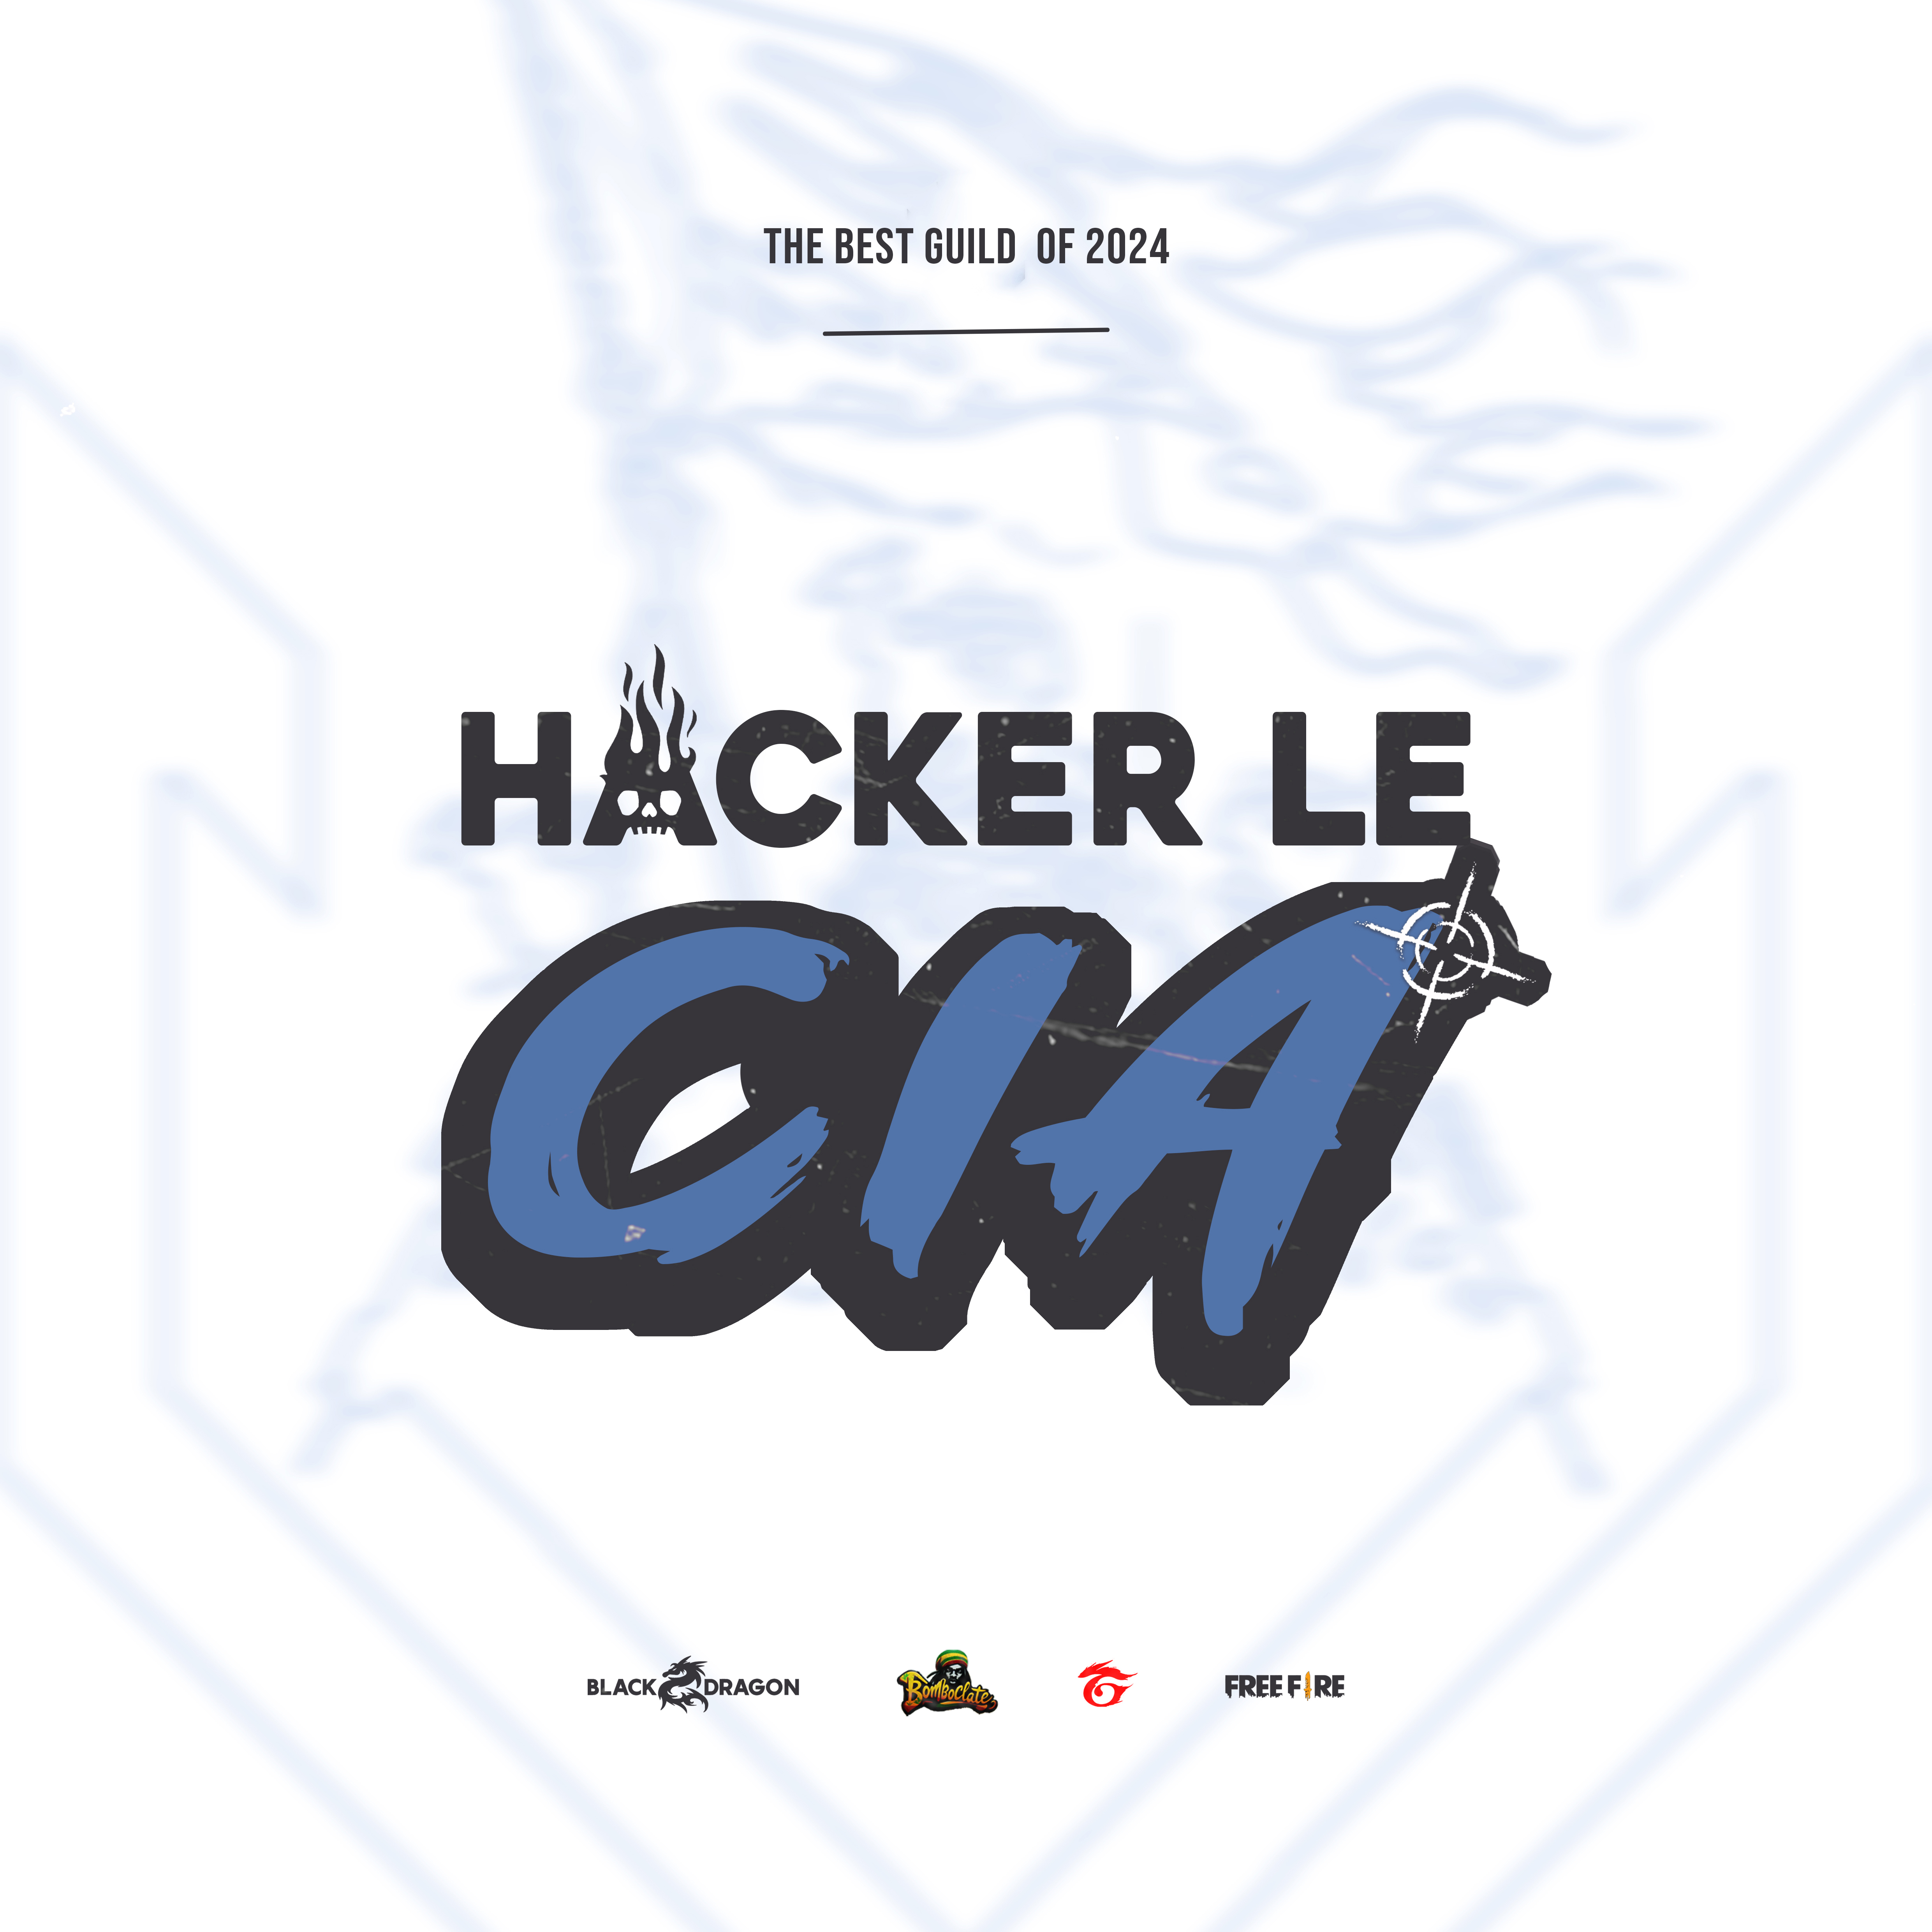 THE BEST GUILD OF 2024
HACKER LE
CIA
BLACK DRAGON
Bomboclate
FREE FIRE